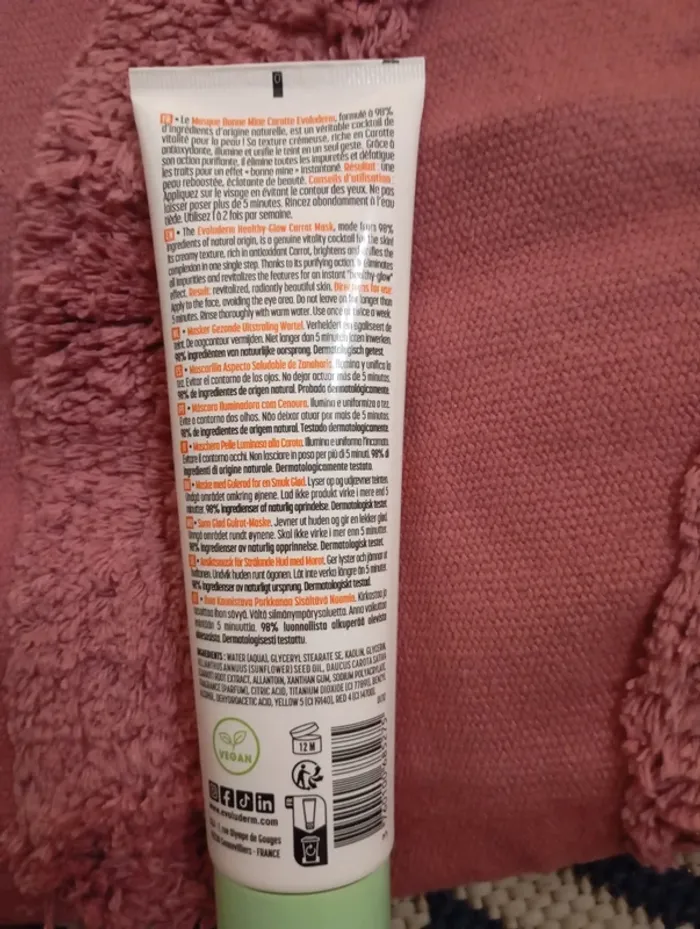 FR • Le Masque Bonne Mine Carotte Evoluderm, formulé à 98%
d'ingrédients d'origine naturelle, est un véritable cocktail de
vitalité pour la peau ! Sa texture crémeuse, riche en Carotte
antioxydante, illumine et unifie le teint en un seul geste. Grâce à
son action purifiante, il élimine toutes les impuretés et défatigue
les traits pour un effet « bonne mine » instantané. Résultat : une
peau reboostée, éclatante de beauté. Conseils d'utilisation :
Appliquez sur le visage en évitant le contour des yeux. Ne pas
laisser poser plus de 5 minutes. Rincez abondamment à l'eau
tiède. Utilisez 1 à 2 fois par semaine.
EN • The Evoluderm Healthy-Glow Carrot Mask, made from 98%
ingredients of natural origin, is a genuine vitality cocktail for the skin!
Its creamy texture, rich in antioxidant Carrot, brightens and unifies the
complexion in one single step. Thanks to its purifying action, it eliminates
all impurities and revitalizes the features for an instant "healthy-glow"
effect. Result: revitalized, radiantly beautiful skin. Directions for use:
Apply to the face, avoiding the eye area. Do not leave on for longer than
5 minutes. Rinse thoroughly with warm water. Use once or twice a week.
• Masker Gezonde Uitstraling Wortel. Verheldert en egaliseert de
teint. De oogcontour vermijden. Niet langer dan 5 minuten laten inwerken.
98% ingrediënten van natuurlijke oorsprong. Dermatologisch getest.
ES • Mascarilla Aspecto Saludable de Zanahoria. Ilumina y unifica la
tez. Evitar el contorno de los ojos. No dejar actuar más de 5 minutos.
98% de ingredientes de origen natural. Probado dermatológicamente.
PT • Máscara Iluminadora com Cenoura. Ilumina e uniformiza a tez.
Evite o contorno dos olhos. Não deixar atuar por mais de 5 minutos.
98% de ingredientes de origem natural. Testado dermatologicamente.
• Maschera Pelle Luminosa alla Carota. Illumina e uniforma l'incarnato.
Evitare il contorno occhi. Non lasciare in posa per più di 5 minuti. 98% di
ingredienti di origine naturale. Dermatologicamente testato.
• Maske med Gulerod for en Smuk Glød. Lyser op og udjævner teinten.
Undgå området omkring øjnene. Lad ikke produkt virke i mere end 5
minutter. 98% ingredienser af naturlig oprindelse. Dermatologisk testet.
• Sunn Glød Gulrot-Maske. Jevner ut huden og gir en lekker glød.
Unngå området rundt øynene. Skal ikke virke i mer enn 5 minutter.
98% ingredienser av naturlig opprinnelse. Dermatologisk testet.
• Ansiktsmask för Strålande Hud med Morot. Ger lyster och jämnar ut
hudtonen. Undvik huden runt ögonen. Låt inte verka längre än 5 minuter.
98% ingredienser av naturligt ursprung. Dermatologiskt testad.
Porkkanaa Sisältävä Naamio. Kirkastaa ja
tasoittaa ihon sävyä. Vältä silmänympärysaluetta. Anna vaikuttaa
5 minuuttia. 98% luonnollista alkuperää olevista
aineosista. Dermatologisesti testattu.
INGREDIENTS : WATER (AQUA), GLYCERYL STEARATE SE, KAOLIN, GLYCERIN,
HELIANTHUS ANNUUS (SUNFLOWER) SEED OIL, DAUCUS CAROTA SATIVA
(CARROT) ROOT EXTRACT, ALLANTOIN, XANTHAN GUM, SODIUM POLYACRYLATE,
FRAGRANCE (PARFUM), CITRIC ACID, TITANIUM DIOXIDE (CI 77891), BENZYL
ALCOHOL, DEHYDROACETIC ACID, YELLOW 5 (CI 19140), RED 4 (CI 14700).
VEGAN
12 M
www.evoluderm.com
rue Olympe de Gouges
Gennevilliers - FRANCE